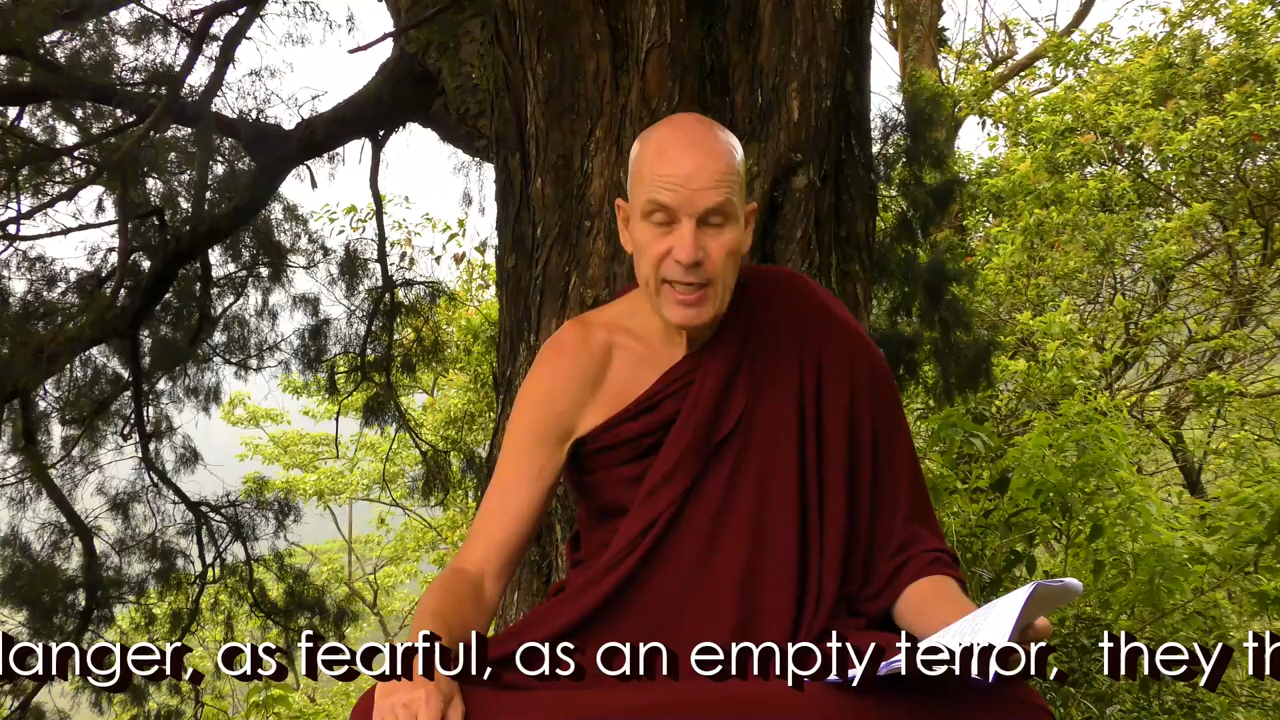 danger, as fearful, as an empty terror, they th